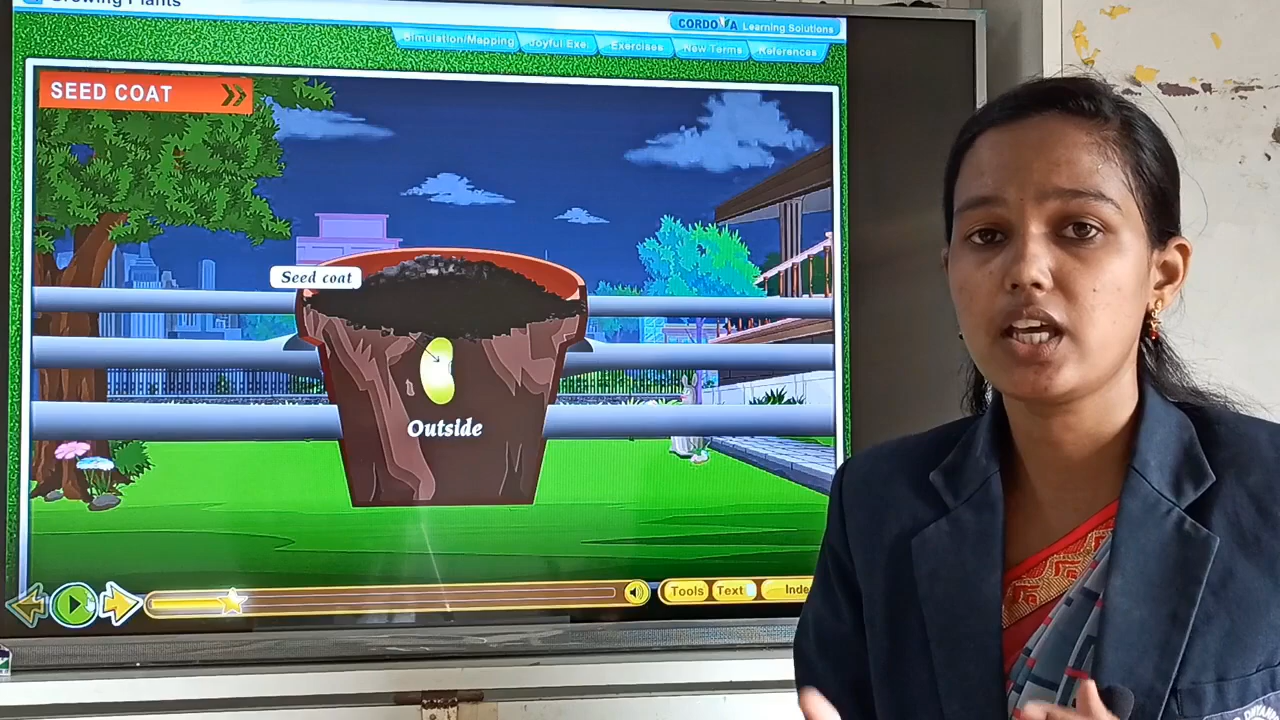 Growing Plants
CORDOVA Learning Solutions
Simulation/Mapping Joyful Exe. Exercises New Terms References
SEED COAT
Seed coat
Outside
Tools Text Inde